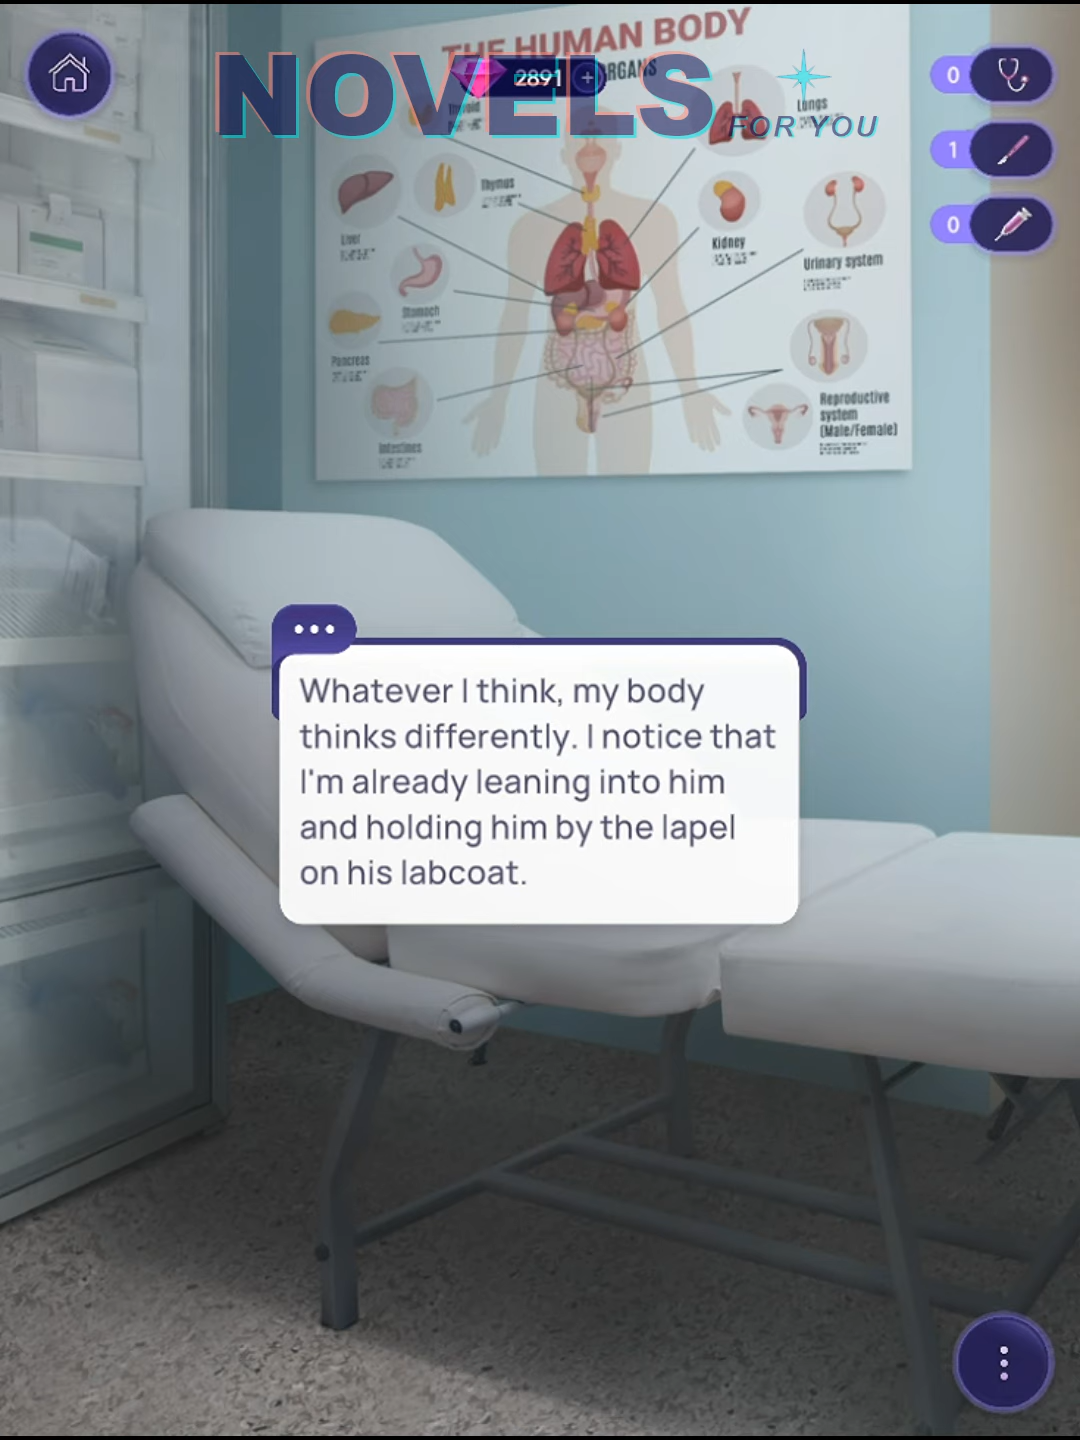 THE HUMAN BODY
NOVELS
FOR YOU
2891
Thyroid
Lungs
0
1
0
Thymus
Liver
Kidney
Urinary system
Stomach
Pancreas
Intestines
Reproductive
system
(Male/Female)
Whatever I think, my body
thinks differently. I notice that
I'm already leaning into him
and holding him by the lapel
on his labcoat.